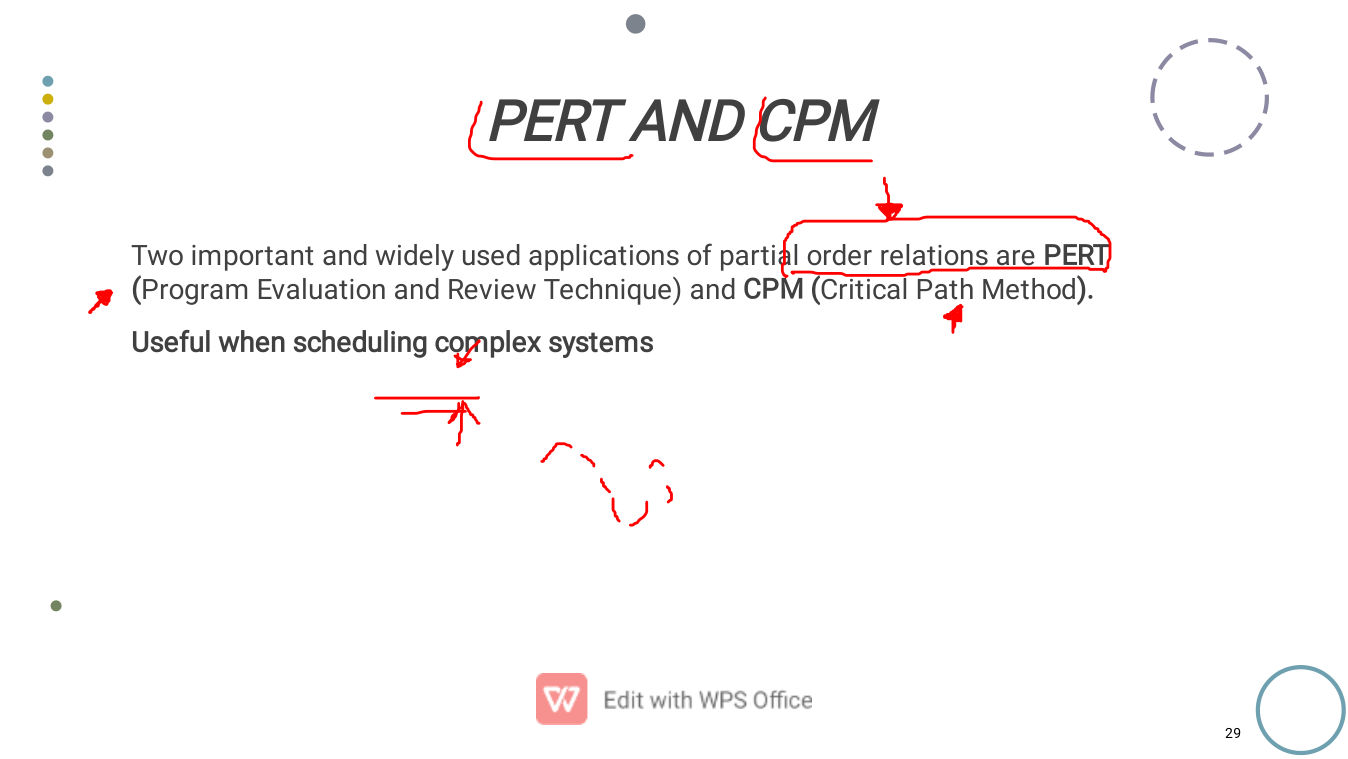 PERT AND CPM
Two important and widely used applications of partial order relations are PERT
(Program Evaluation and Review Technique) and CPM (Critical Path Method).
Useful when scheduling complex systems
Edit with WPS Office
29